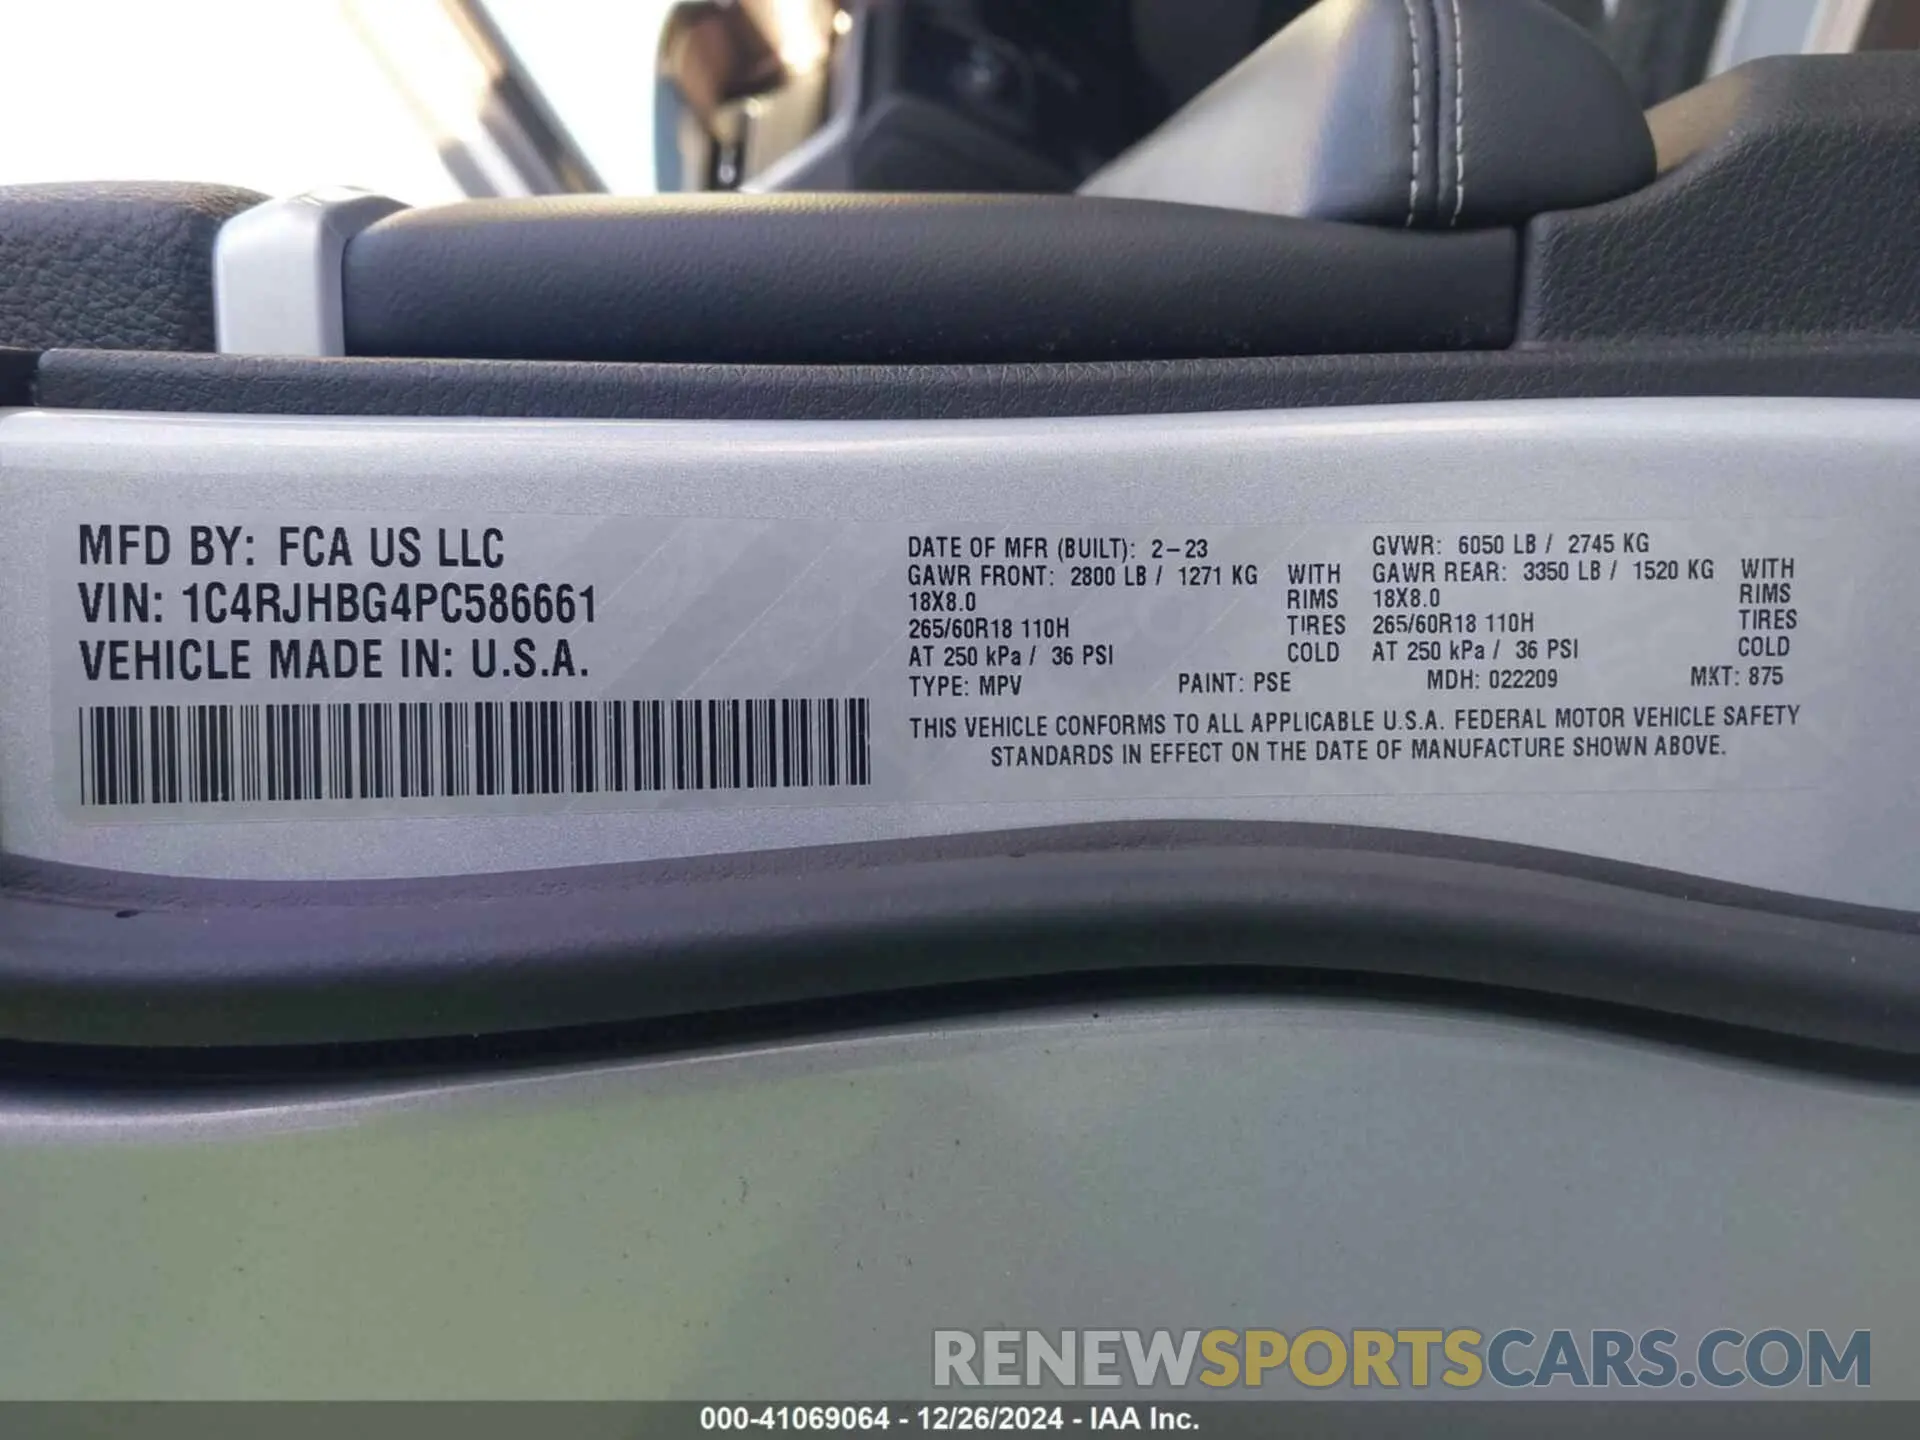 MFD BY: FCA US LLC
VIN: 1C4RJHBG4PC586661
VEHICLE MADE IN: U.S.A.
DATE OF MFR (BUILT): 2-23 GVWR: 6050 LB / 2745 KG
GAWR FRONT: 2800 LB / 1271 KG WITH GAWR REAR: 3350 LB / 1520 KG WITH
18X8.0 RIMS 18X8.0 RIMS
265/60R18 110H TIRES 265/60R18 110H TIRES
AT 250 kPa / 36 PSI COLD AT 250 kPa / 36 PSI COLD
TYPE: MPV PAINT: PSE MDH: 022209 MKT: 875
THIS VEHICLE CONFORMS TO ALL APPLICABLE U.S.A. FEDERAL MOTOR VEHICLE SAFETY
STANDARDS IN EFFECT ON THE DATE OF MANUFACTURE SHOWN ABOVE.
RENEWSPORTSCARS.COM
000-41069064 - 12/26/2024 - IAA Inc.